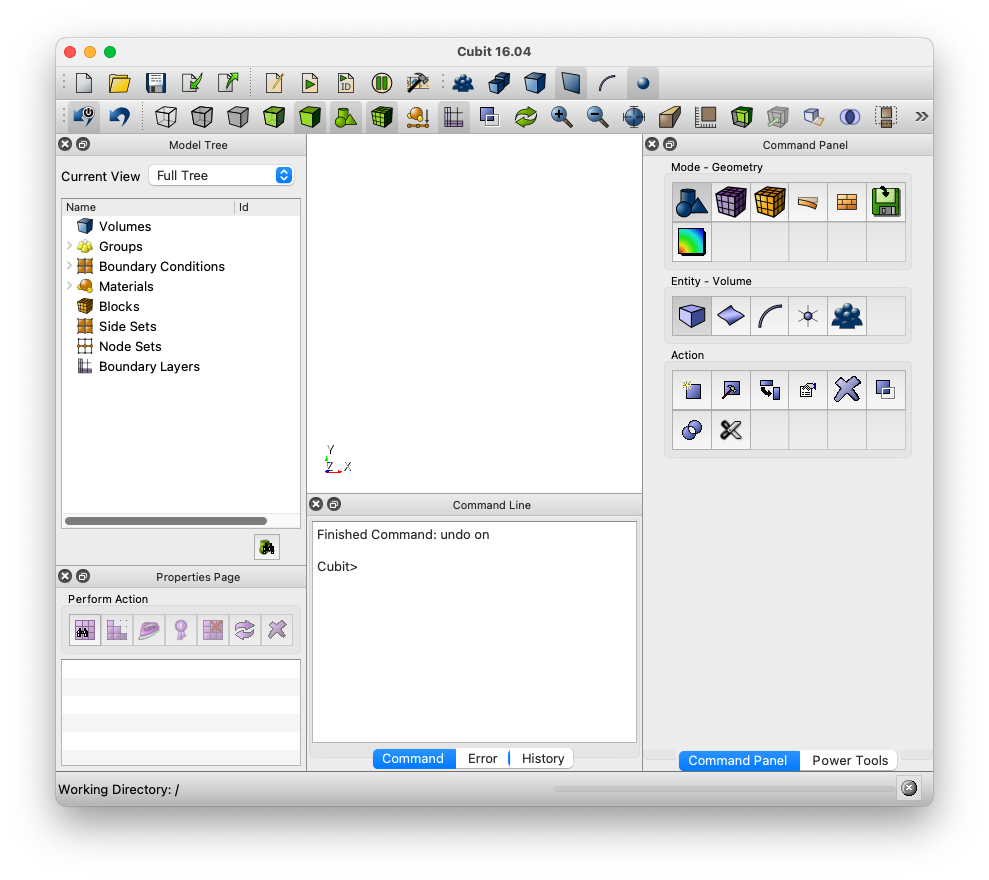 Cubit 16.04
ID
Model Tree
Current View
Full Tree
Name
Id
Volumes
Groups
Boundary Conditions
Materials
Blocks
Side Sets
Node Sets
Boundary Layers
Properties Page
Perform Action
Y
Z X
Command Line
Finished Command: undo on
Cubit>
Command
Error
History
Command Panel
Mode - Geometry
Entity - Volume
Action
Command Panel
Power Tools
Working Directory: /